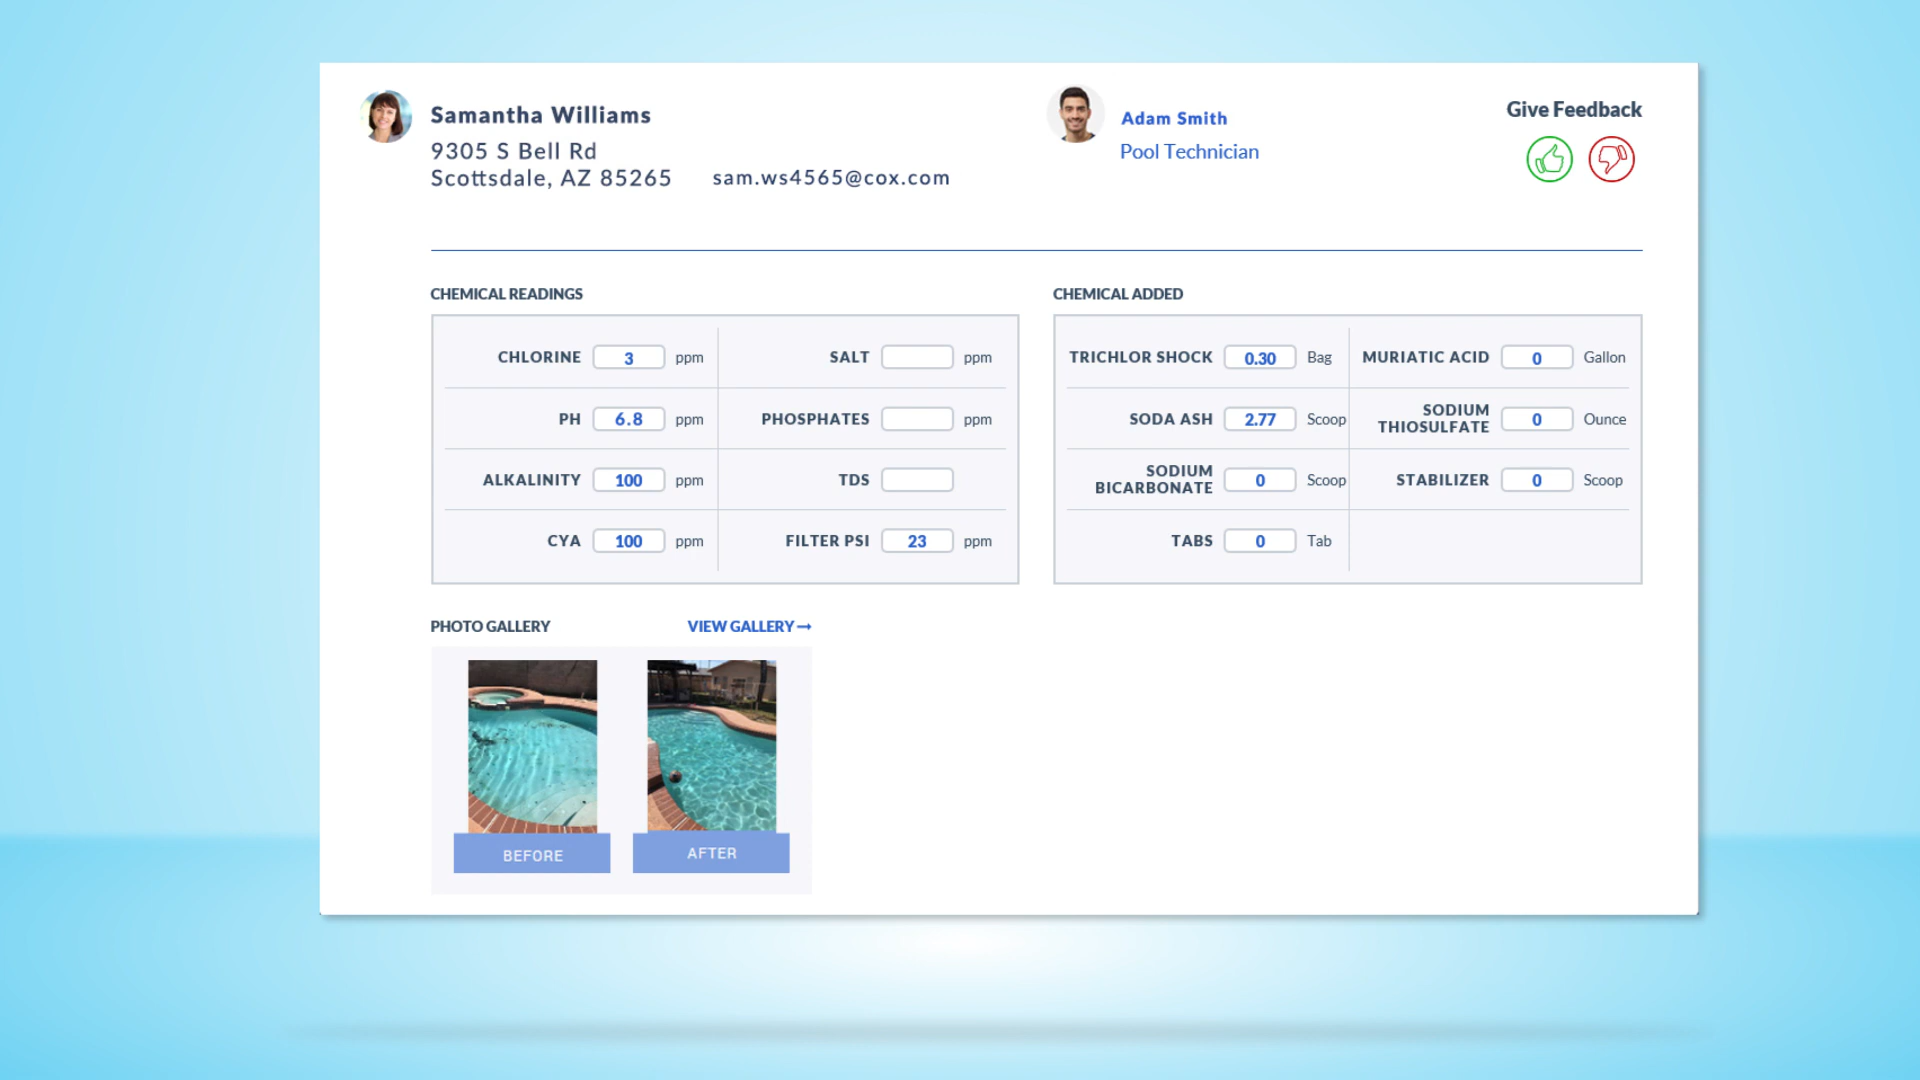 Samantha Williams
9305 S Bell Rd
Scottsdale, AZ 85265
sam.ws4565@cox.com
Adam Smith
Pool Technician
Give Feedback
CHEMICAL READINGS
CHLORINE 3 ppm
SALT ppm
PH 6.8 ppm
PHOSPHATES ppm
ALKALINITY 100 ppm
TDS
CYA 100 ppm
FILTER PSI 23 ppm
CHEMICAL ADDED
TRICHLOR SHOCK 0.30 Bag
MURIATIC ACID 0 Gallon
SODA ASH 2.77 Scoop
SODIUM
THIOSULFATE 0 Ounce
SODIUM
BICARBONATE 0 Scoop
STABILIZER 0 Scoop
TABS 0 Tab
PHOTO GALLERY
VIEW GALLERY→
BEFORE
AFTER